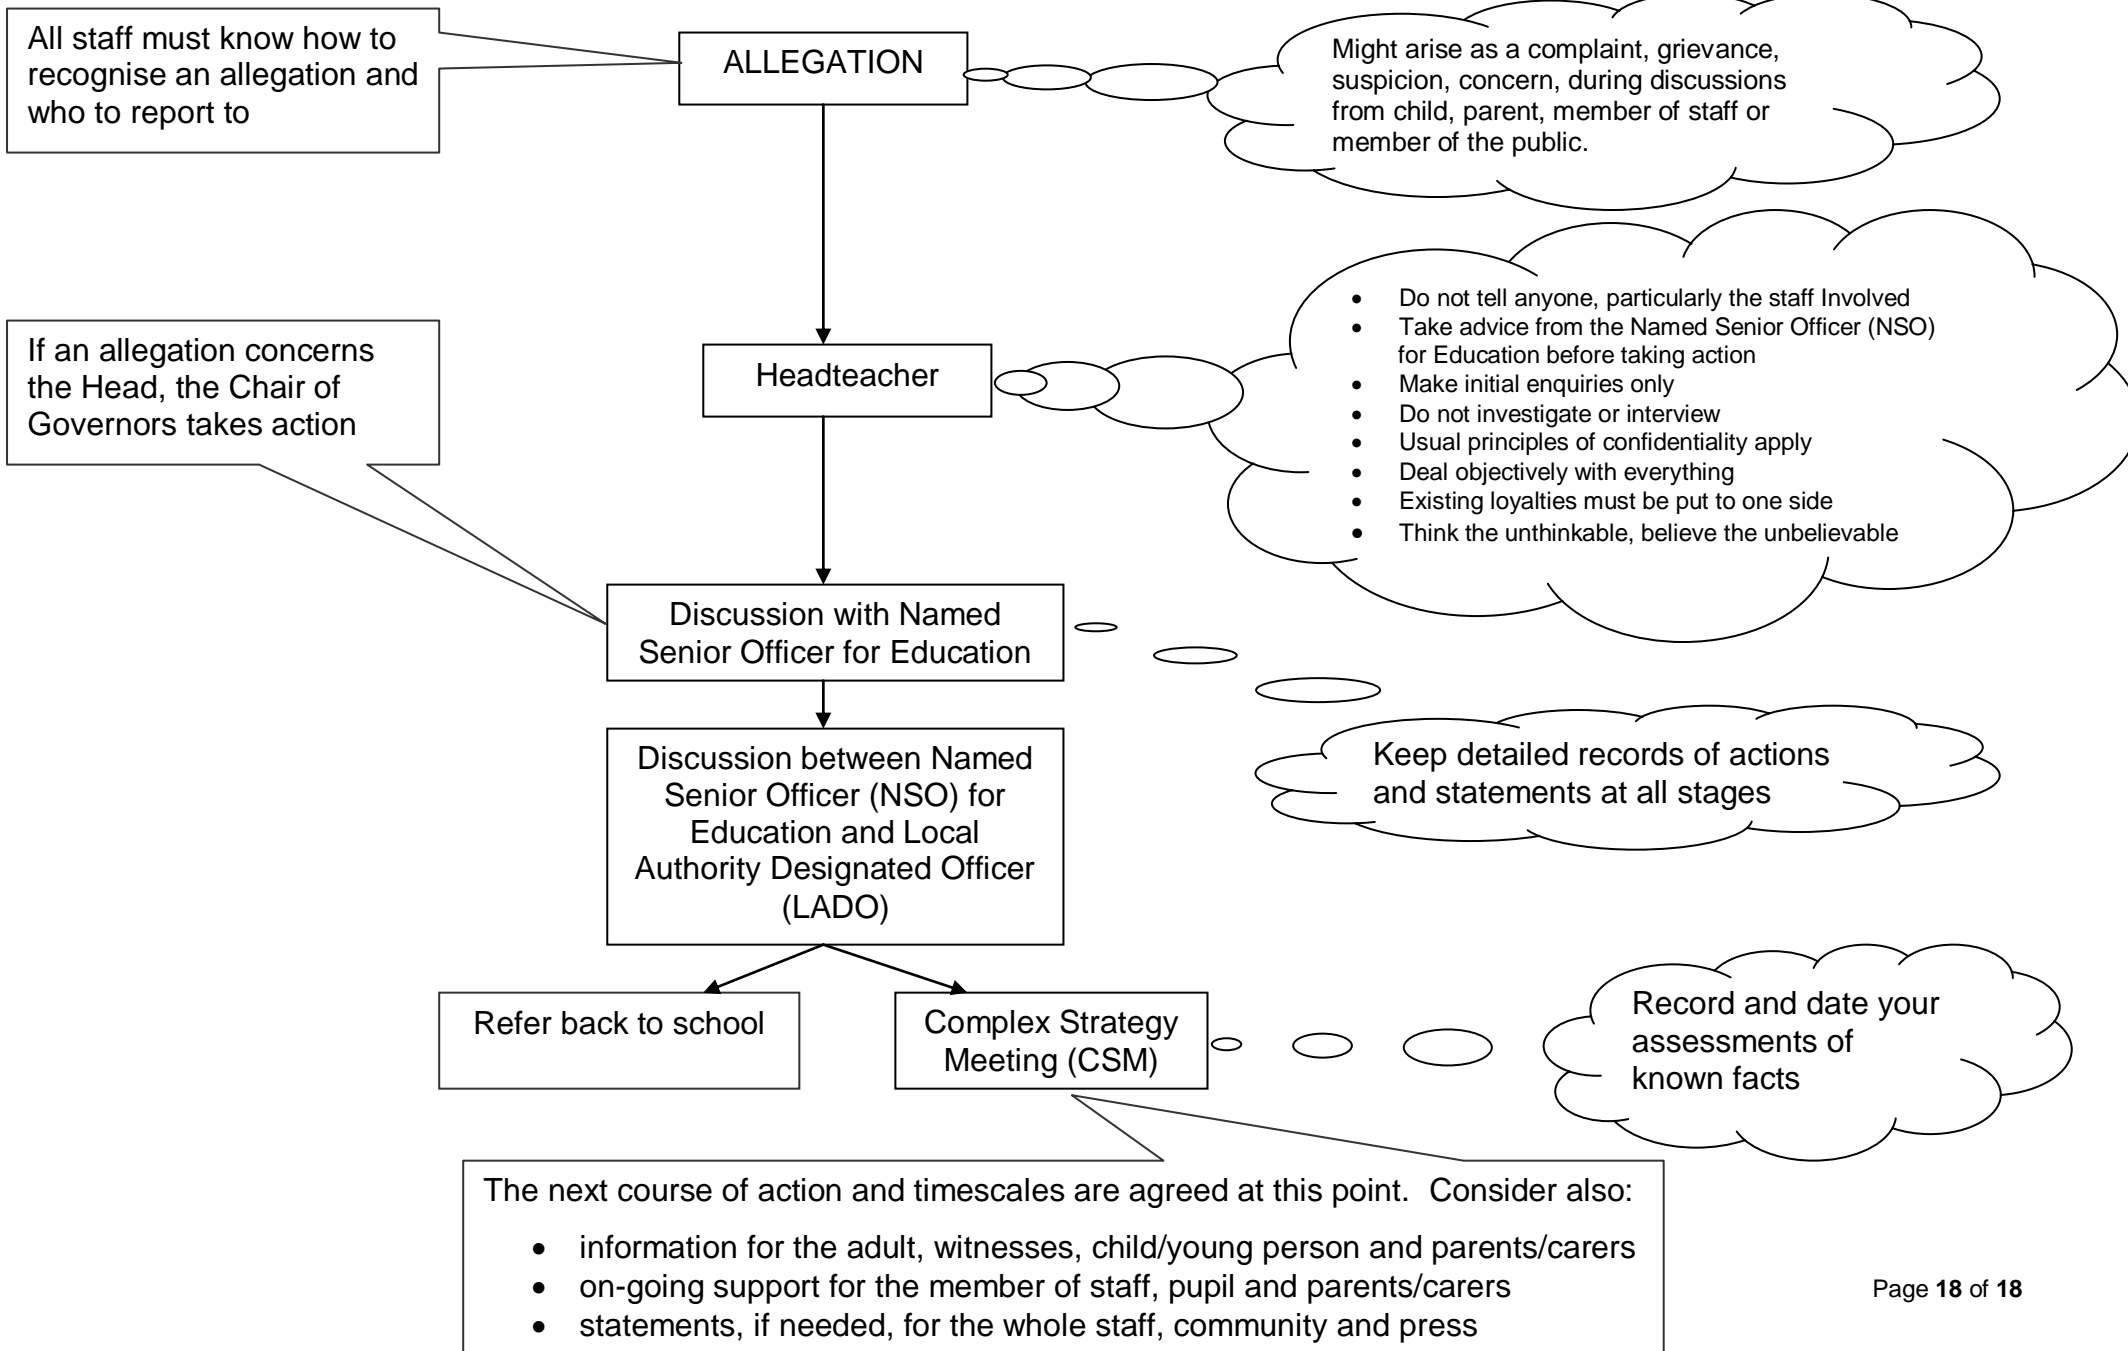 All staff must know how to
recognise an allegation and
who to report to
ALLEGATION
Might arise as a complaint, grievance,
suspicion, concern, during discussions
from child, parent, member of staff or
member of the public.
If an allegation concerns
the Head, the Chair of
Governors takes action
Headteacher
• Do not tell anyone, particularly the staff Involved
• Take advice from the Named Senior Officer (NSO)
for Education before taking action
• Make initial enquiries only
• Do not investigate or interview
• Usual principles of confidentiality apply
• Deal objectively with everything
• Existing loyalties must be put to one side
• Think the unthinkable, believe the unbelievable
Discussion with Named
Senior Officer for Education
Keep detailed records of actions
and statements at all stages
Discussion between Named
Senior Officer (NSO) for
Education and Local
Authority Designated Officer
(LADO)
Refer back to school
Complex Strategy
Meeting (CSM)
Record and date your
assessments of
known facts
The next course of action and timescales are agreed at this point. Consider also:
• information for the adult, witnesses, child/young person and parents/carers
• on-going support for the member of staff, pupil and parents/carers
• statements, if needed, for the whole staff, community and press
Page 18 of 18